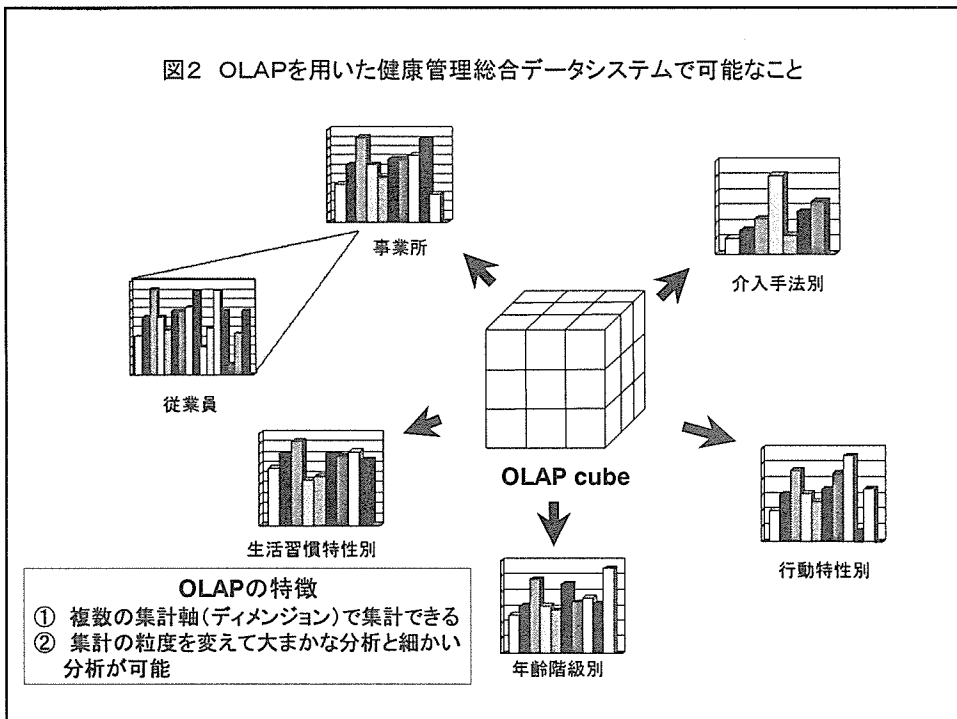 図2 OLAPを用いた健康管理総合データシステムで可能なこと
事業所
介入手法別
従業員
OLAP cube
生活習慣特性別
行動特性別
年齢階級別
OLAPの特徴
① 複数の集計軸(ディメンジョン)で集計できる
② 集計の粒度を変えて大まかな分析と細かい
分析が可能